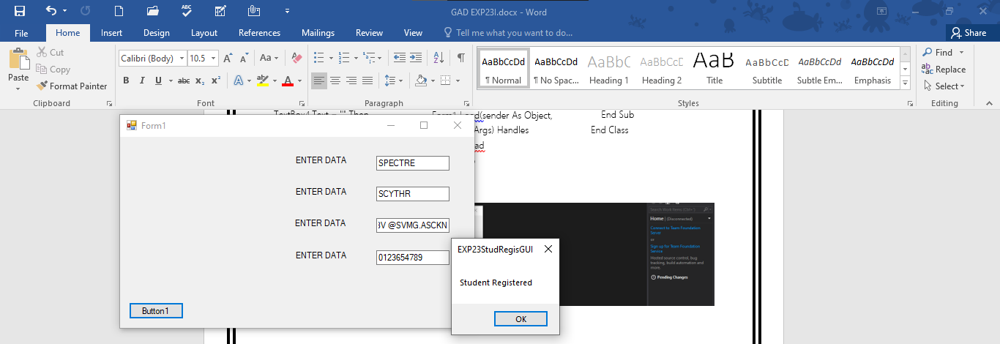 GAD EXP23I.docx - Word
File Home Insert Design Layout References Mailings Review View Tell me what you want to do... Share
Cut
Copy
Format Painter
Paste
Calibri (Body) 10.5
Aa
B I U abc x₂ x² A ab A
AaBbCcDd AaBbCcDd AaBbC AaBbCcD AaB AaBbCcD AaBbCcDd AaBbCcDd
¶ Normal ¶ No Spac... Heading 1 Heading 2 Title Subtitle Subtle Em... Emphasis
Find
Replace
Select
Clipboard Font Paragraph Styles Editing
TextBox4.Text = "" Then Form1_Load(sender As Object, End Sub
Args) Handles End Class
ad
Form1
ENTER DATA SPECTRE
ENTER DATA SCYTHR
ENTER DATA @SVMG.ASCKN
ENTER DATA 0123654789
Button1
EXP23StudRegisGUI
Student Registered
OK
Search Work Items (Ctrl+')
Home | (Disconnected)
Connect to Team Foundation
Server
or
Sign up for Team Foundation
Service
Hosted source control, bug
tracking, build automation and
more.
Pending Changes